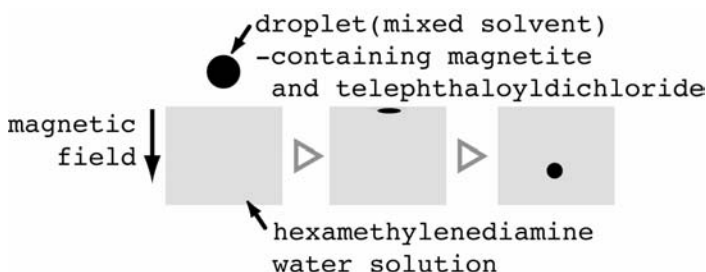 droplet(mixed solvent)
-containing magnetite
and telephthaloyldichloride
magnetic
field
hexamethylenediamine
water solution